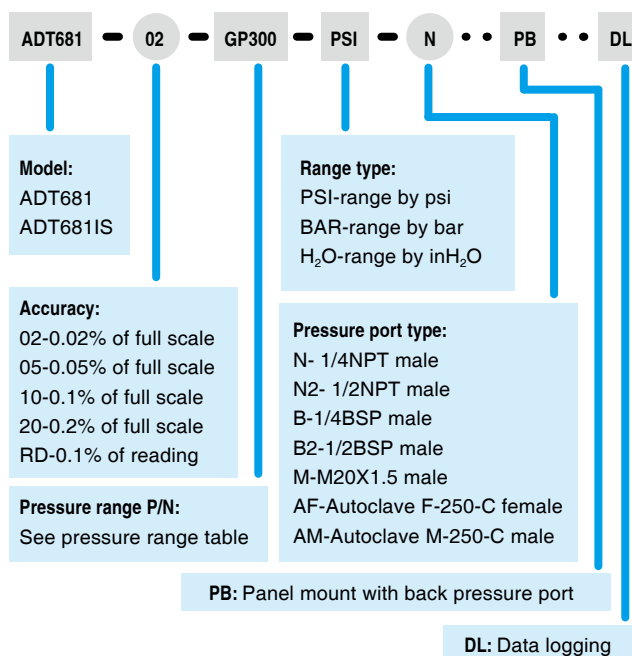 ADT681 – 02 – GP300 – PSI – N •• PB •• DL
Model:
ADT681
ADT681IS
Accuracy:
02-0.02% of full scale
05-0.05% of full scale
10-0.1% of full scale
20-0.2% of full scale
RD-0.1% of reading
Pressure range P/N:
See pressure range table
Range type:
PSI-range by psi
BAR-range by bar
H₂O-range by inH₂O
Pressure port type:
N- 1/4NPT male
N2- 1/2NPT male
B-1/4BSP male
B2-1/2BSP male
M-M20X1.5 male
AF-Autoclave F-250-C female
AM-Autoclave M-250-C male
PB: Panel mount with back pressure port
DL: Data logging